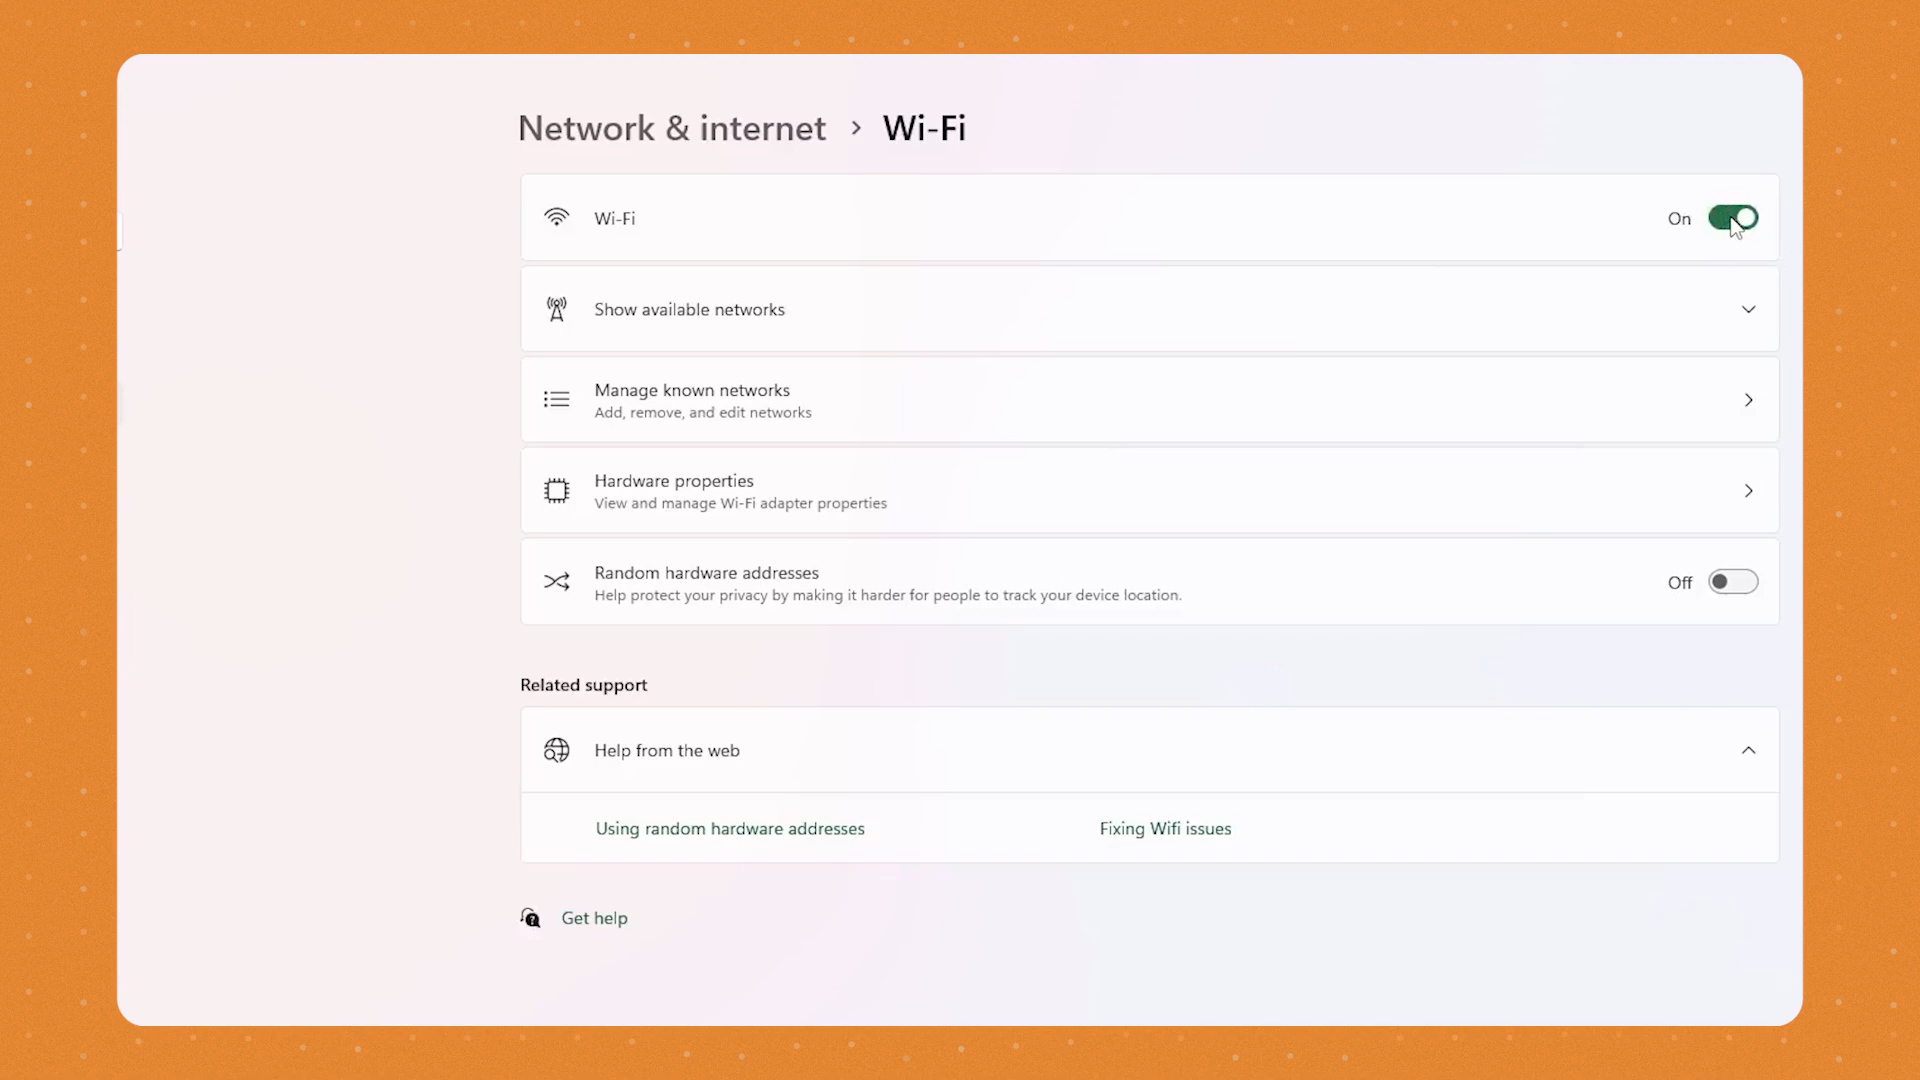 Network & internet > Wi-Fi
Wi-Fi
On
Show available networks
Manage known networks
Add, remove, and edit networks
Hardware properties
View and manage Wi-Fi adapter properties
Random hardware addresses
Help protect your privacy by making it harder for people to track your device location.
Off
Related support
Help from the web
Using random hardware addresses
Fixing Wifi issues
Get help